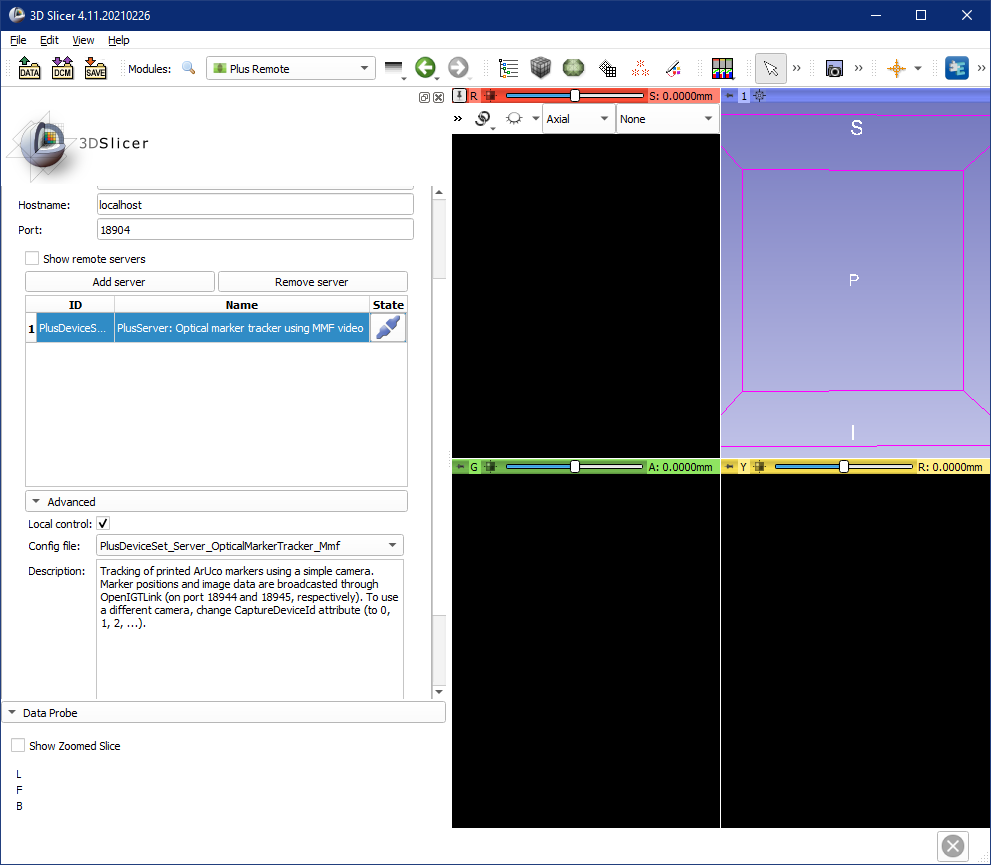 3D Slicer 4.11.20210226
File Edit View Help
DATA DCM SAVE Modules: Plus Remote
3DSlicer
Hostname: localhost
Port: 18904
Show remote servers
Add server Remove server
ID Name State
1 PlusDeviceS... PlusServer: Optical marker tracker using MMF video
Advanced
Local control:
Config file: PlusDeviceSet_Server_OpticalMarkerTracker_Mmf
Description: Tracking of printed ArUco markers using a simple camera.
Marker positions and image data are broadcasted through
OpenIGTLink (on port 18944 and 18945, respectively). To use
a different camera, change CaptureDeviceId attribute (to 0,
1, 2, ...).
Data Probe
Show Zoomed Slice
L
F
B
R S: 0.0000mm
Axial None
1
S
P
I
G A: 0.0000mm
Y R: 0.0000mm